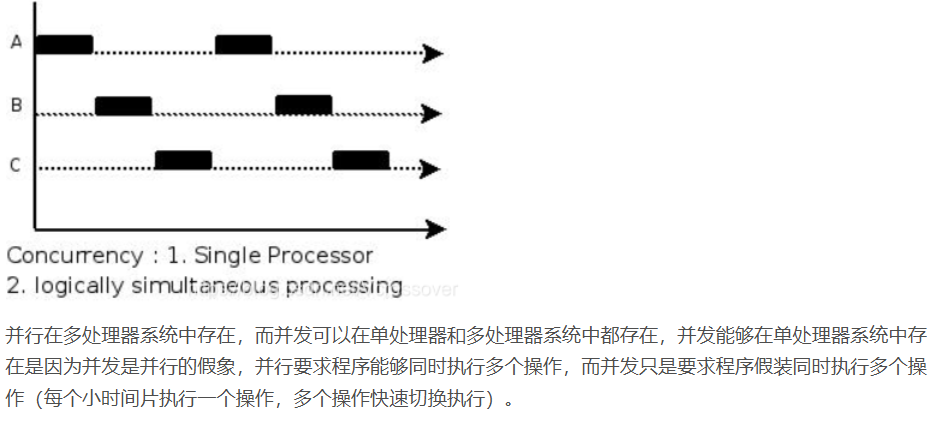 A
B
C
Concurrency : 1. Single Processor
2. logically simultaneous processing
并行在多处理器系统中存在，而并发可以在单处理器和多处理器系统中都存在，并发能够在单处理器系统中存
在是因为并发是并行的假象，并行要求程序能够同时执行多个操作，而并发只是要求程序假装同时执行多个操
作（每个小时间片执行一个操作，多个操作快速切换执行）。